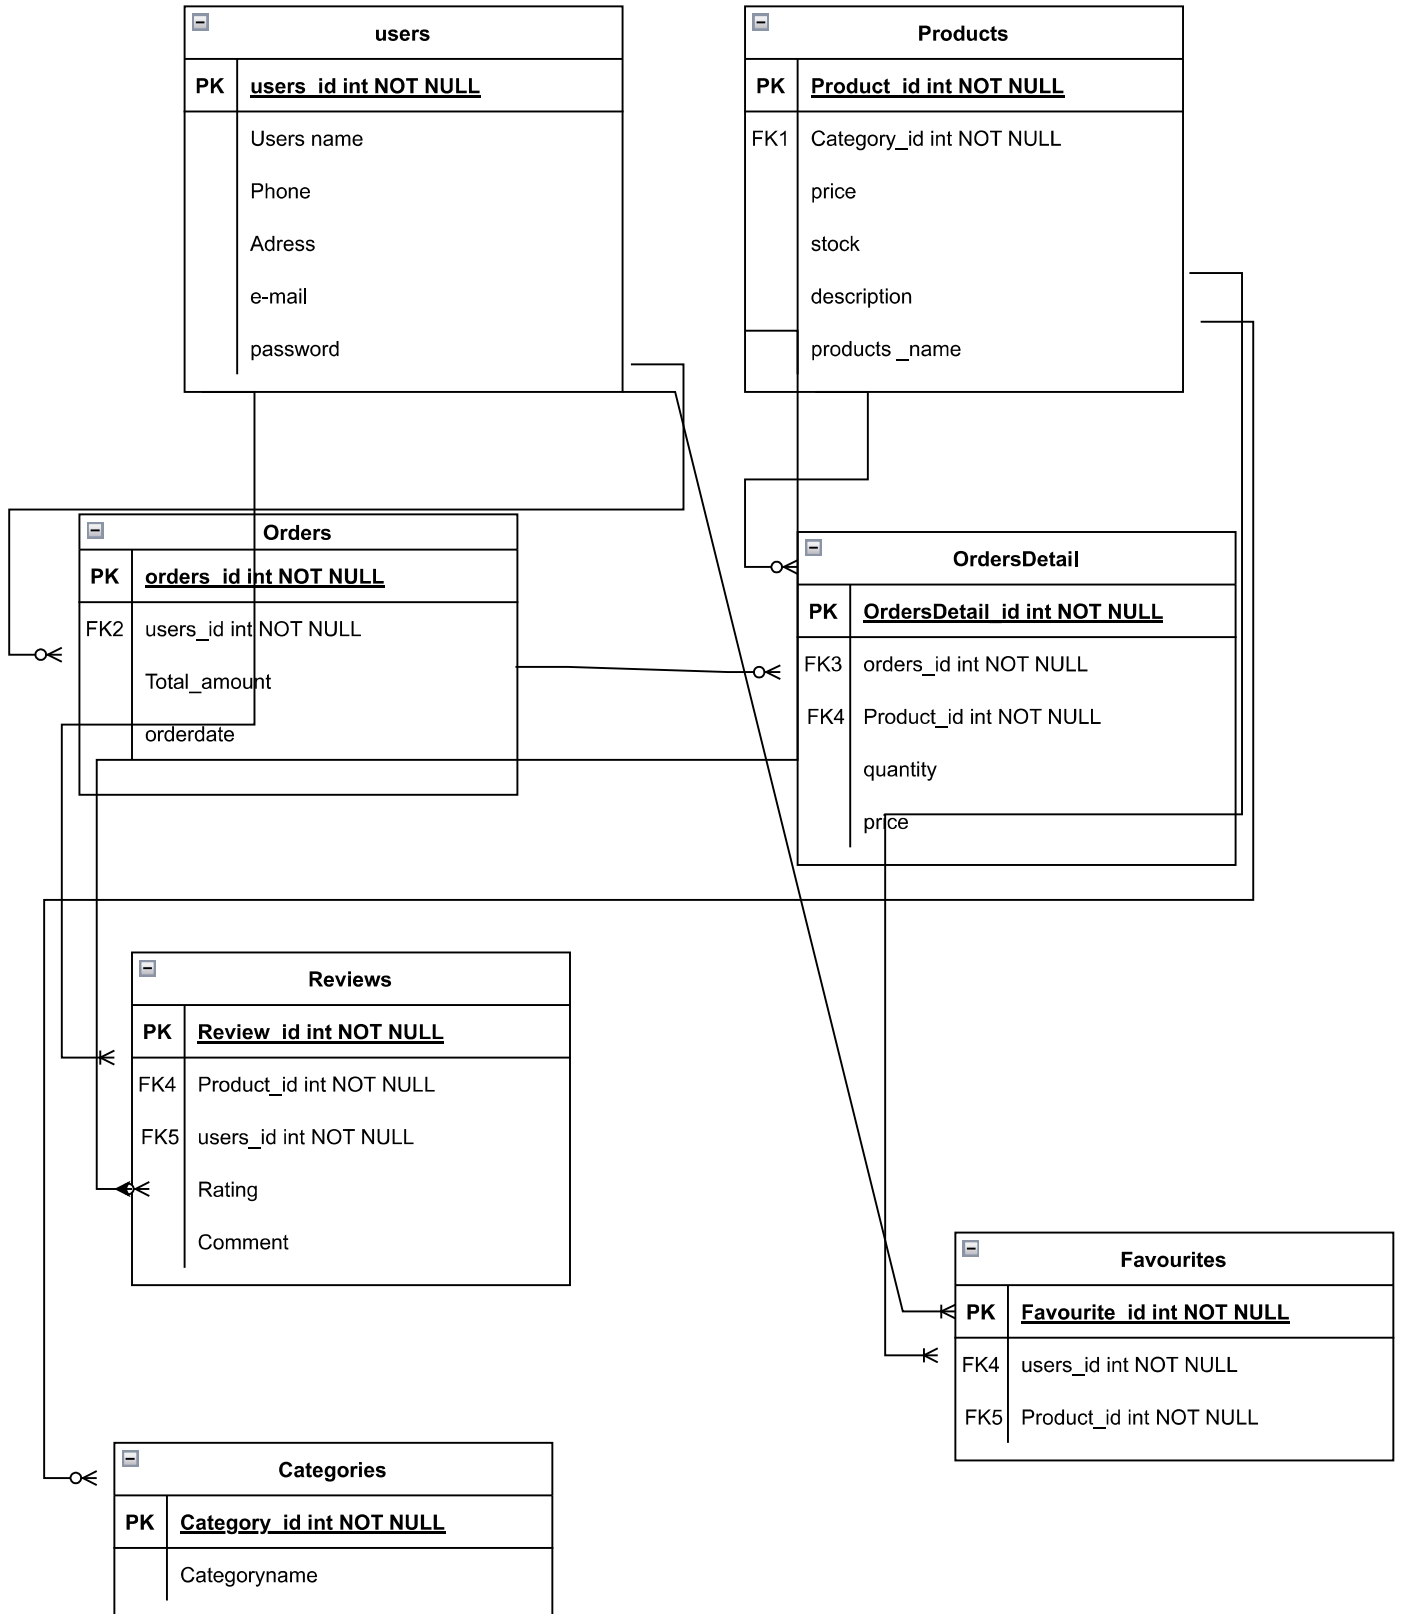 users
PK users_id int NOT NULL
Users name
Phone
Adress
e-mail
password
Products
PK Product_id int NOT NULL
FK1 Category_id int NOT NULL
price
stock
description
products _name
Orders
PK orders_id int NOT NULL
FK2 users_id int NOT NULL
Total_amount
orderdate
OrdersDetail
PK OrdersDetail_id int NOT NULL
FK3 orders_id int NOT NULL
FK4 Product_id int NOT NULL
quantity
price
Reviews
PK Review_id int NOT NULL
FK4 Product_id int NOT NULL
FK5 users_id int NOT NULL
Rating
Comment
Favourites
PK Favourite_id int NOT NULL
FK4 users_id int NOT NULL
FK5 Product_id int NOT NULL
Categories
PK Category_id int NOT NULL
Categoryname